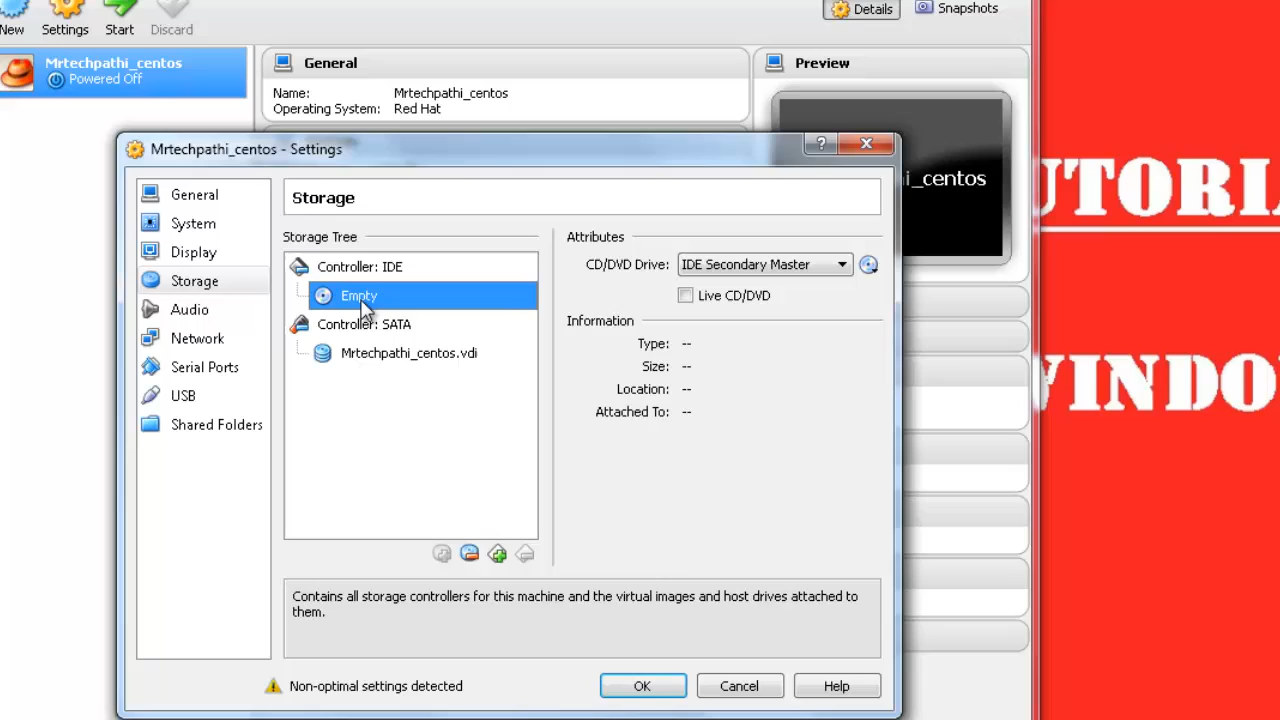 New
Settings
Start
Discard
Details
Snapshots
Mrtechpathi_centos
Powered Off
General
Name: Mrtechpathi_centos
Operating System: Red Hat
Preview
i_centos
Mrtechpathi_centos - Settings
?
General
System
Display
Storage
Audio
Network
Serial Ports
USB
Shared Folders
Storage
Storage Tree
Controller: IDE
Empty
Controller: SATA
Mrtechpathi_centos.vdi
Attributes
CD/DVD Drive: IDE Secondary Master
Live CD/DVD
Information
Type: --
Size: --
Location: --
Attached To: --
Contains all storage controllers for this machine and the virtual images and host drives attached to
them.
Non-optimal settings detected
OK
Cancel
Help
UTORI
WINDO